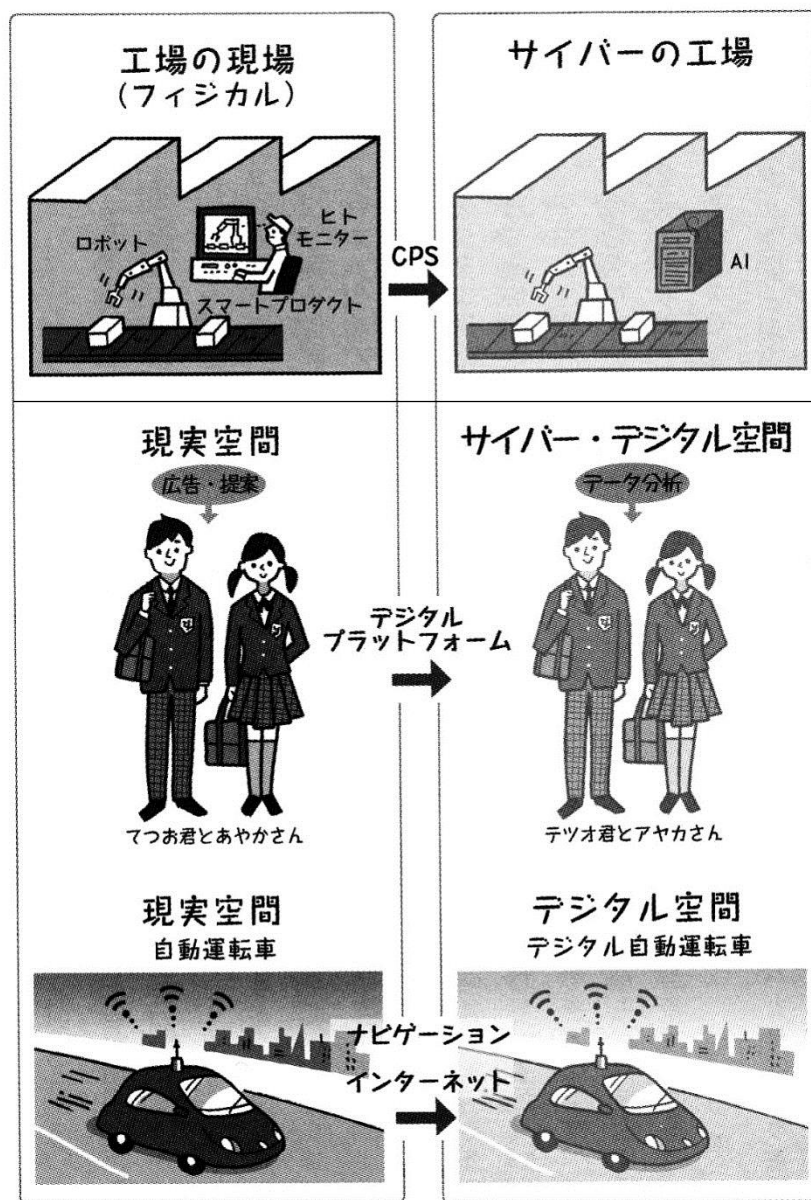 工場の現場
(フィジカル)
ロボット
ヒト
モニター
スマートプロダクト
CPS
サイバーの工場
AI
現実空間
広告・提案
てつお君とあやかさん
デジタル
プラットフォーム
サイバー・デジタル空間
データ分析
テツオ君とアヤカさん
現実空間
自動運転車
ナビゲーション
インターネット
デジタル空間
デジタル自動運転車